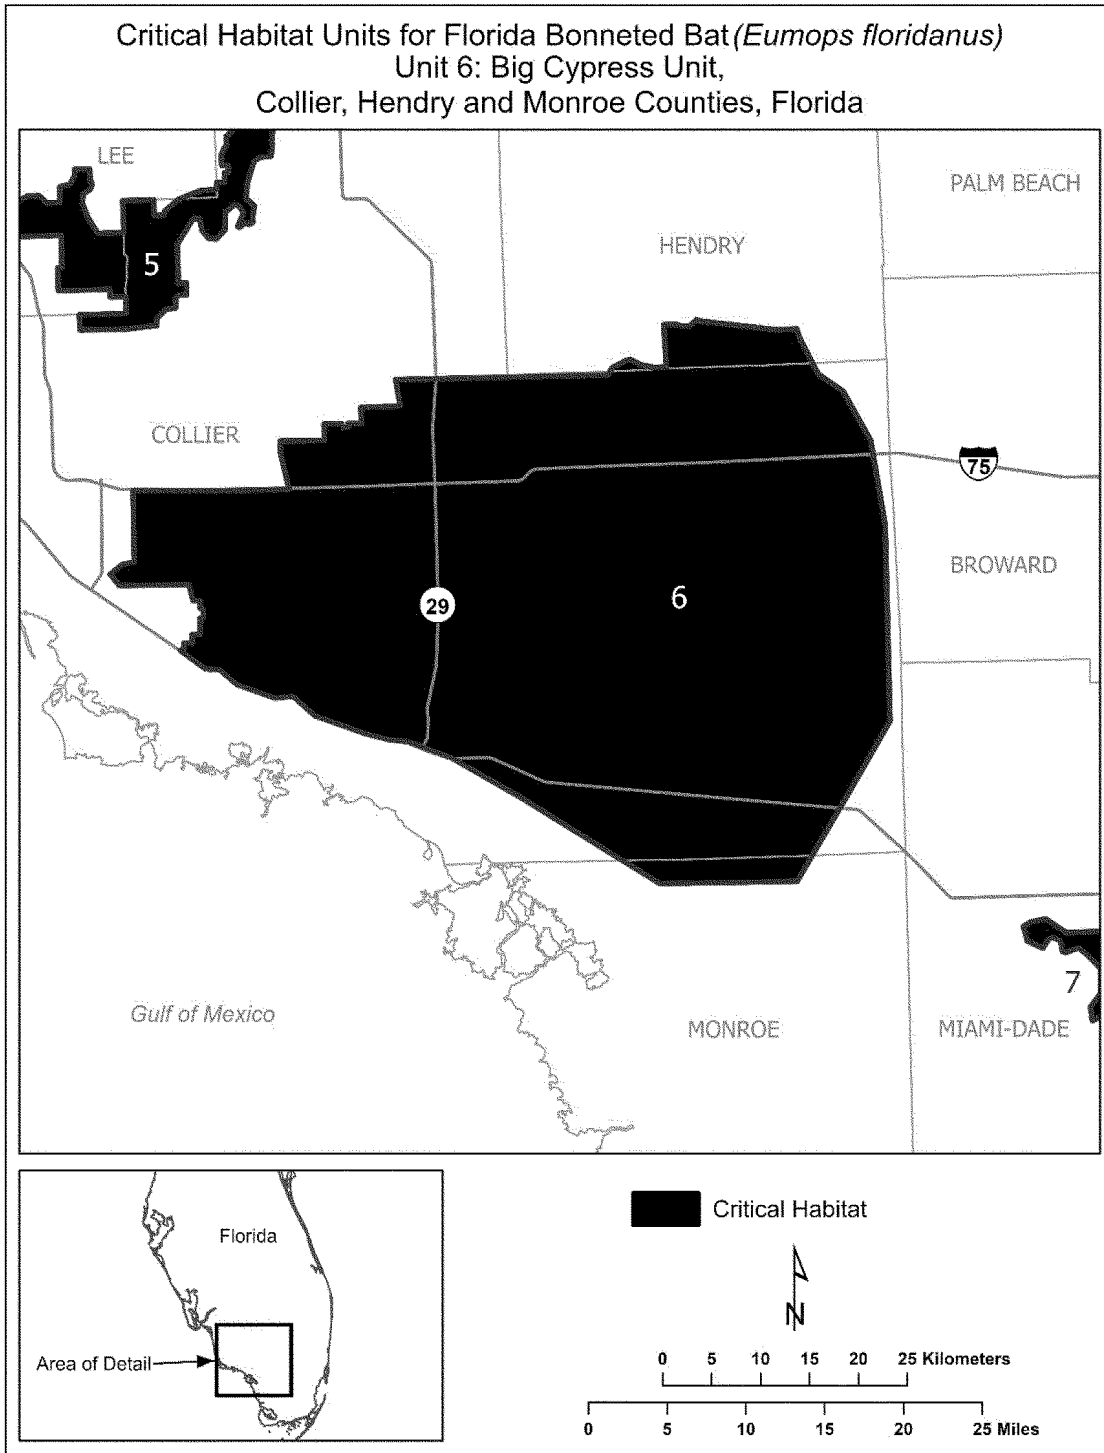 Critical Habitat Units for Florida Bonneted Bat (Eumops floridanus)
Unit 6: Big Cypress Unit,
Collier, Hendry and Monroe Counties, Florida
LEE
PALM BEACH
HENDRY
5
COLLIER
75
BROWARD
29
6
7
Gulf of Mexico
MONROE
MIAMI-DADE
Florida
Area of Detail
Critical Habitat
N
0 5 10 15 20 25 Kilometers
0 5 10 15 20 25 Miles